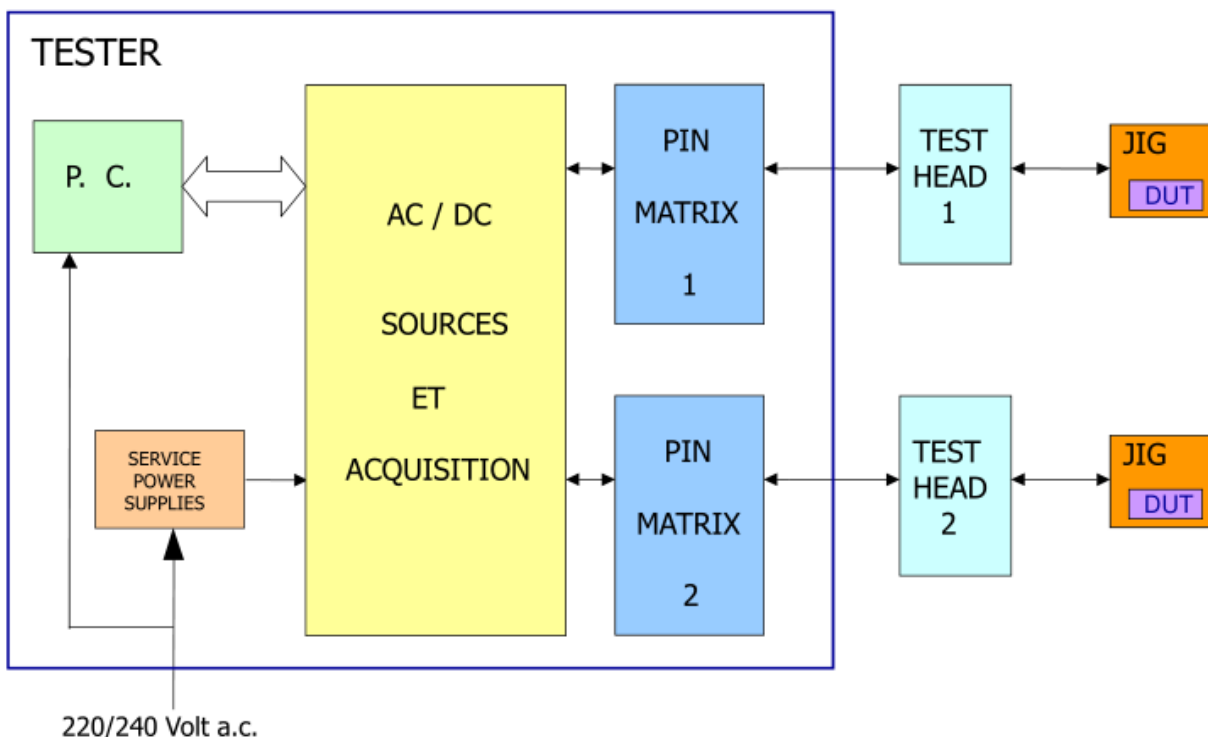 TESTER
P. C.
AC / DC
SOURCES
ET
ACQUISITION
SERVICE
POWER
SUPPLIES
PIN
MATRIX
1
PIN
MATRIX
2
TEST
HEAD
1
TEST
HEAD
2
JIG
DUT
JIG
DUT
220/240 Volt a.c.